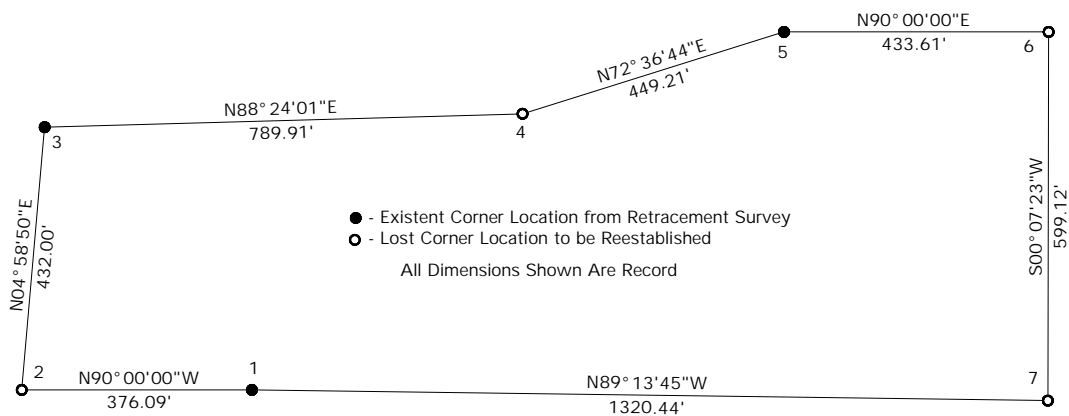 N90°00'00"E
433.61'
5
6
N72°36'44"E
449.21'
N88°24'01"E
789.91'
3
4
N04°58'50"E
432.00'
- Existent Corner Location from Retracement Survey
- Lost Corner Location to be Reestablished
All Dimensions Shown Are Record
S00°07'23"W
599.12'
2
N90°00'00"W
376.09'
1
N89°13'45"W
1320.44'
7